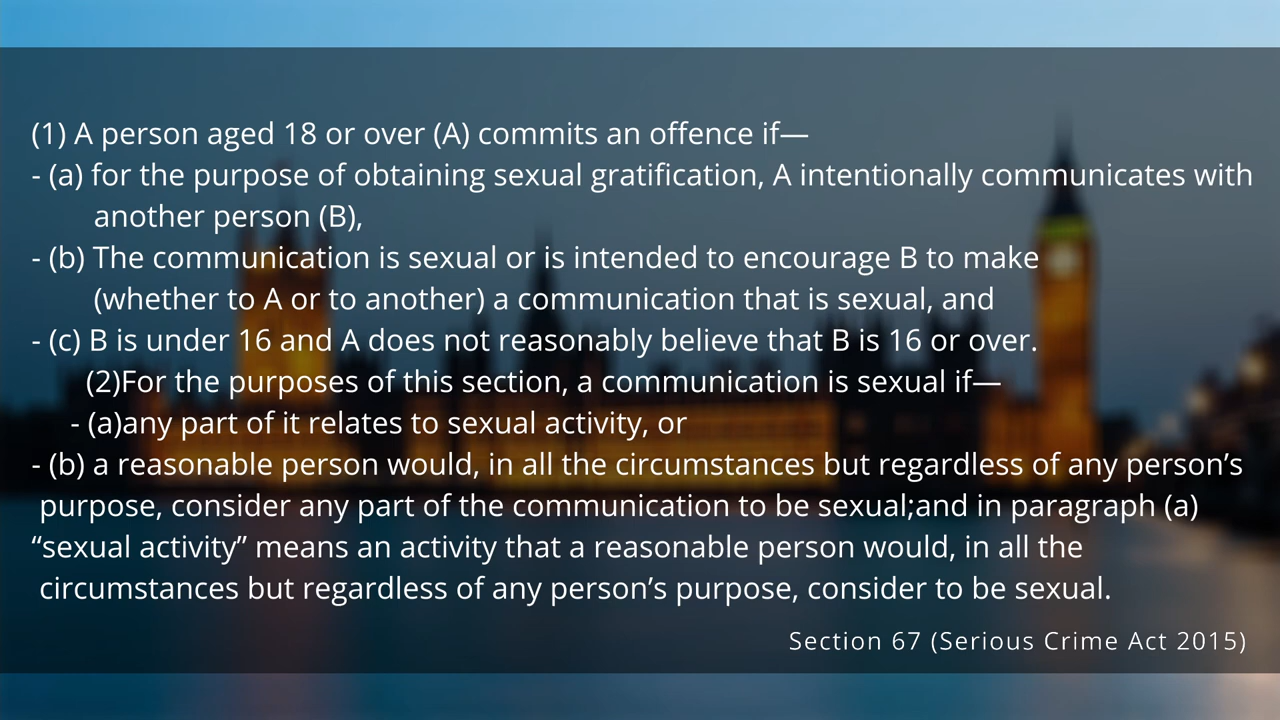 (1) A person aged 18 or over (A) commits an offence if—
- (a) for the purpose of obtaining sexual gratification, A intentionally communicates with
another person (B),
- (b) The communication is sexual or is intended to encourage B to make
(whether to A or to another) a communication that is sexual, and
- (c) B is under 16 and A does not reasonably believe that B is 16 or over.
(2)For the purposes of this section, a communication is sexual if—
- (a)any part of it relates to sexual activity, or
- (b) a reasonable person would, in all the circumstances but regardless of any person’s
purpose, consider any part of the communication to be sexual;and in paragraph (a)
“sexual activity” means an activity that a reasonable person would, in all the
circumstances but regardless of any person’s purpose, consider to be sexual.
Section 67 (Serious Crime Act 2015)